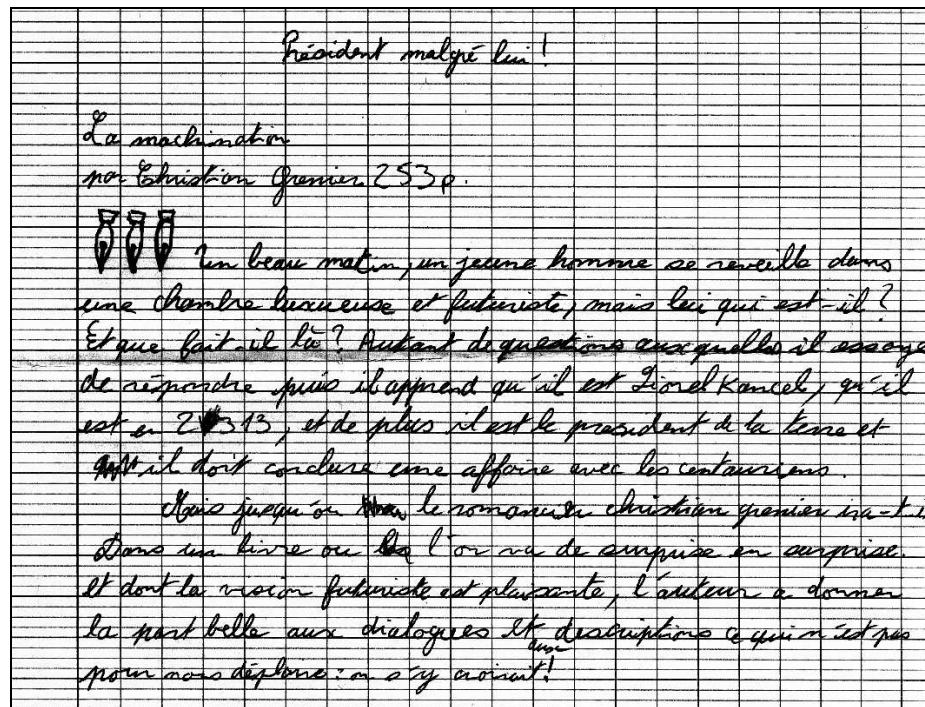 Président malgré lui !
La machination
par Christian Grenier 253p.
Un beau matin, un jeune homme se reveille dans
une chambre luxueuse et futuriste, mais lui qui est-il ?
Et que fait-il là ? Autant de questions auxquelles il essaye
de répondre puis il apprend qu'il est Lionel Kancel, qu'il
est en 2313, et de plus il est le president de la terre et
il doit conclure une affaire avec les centauriens.
Mais jusqu'où le romancier christian grenier ira-t-i
Dans un livre ou l'on va de surprise en surprise.
et dont la vision futuriste est plaisante, l'auteur a donner
la part belle aux dialogues et aux descriptions ce qui n'est pas
pour nous déplaire : on s'y croirait !